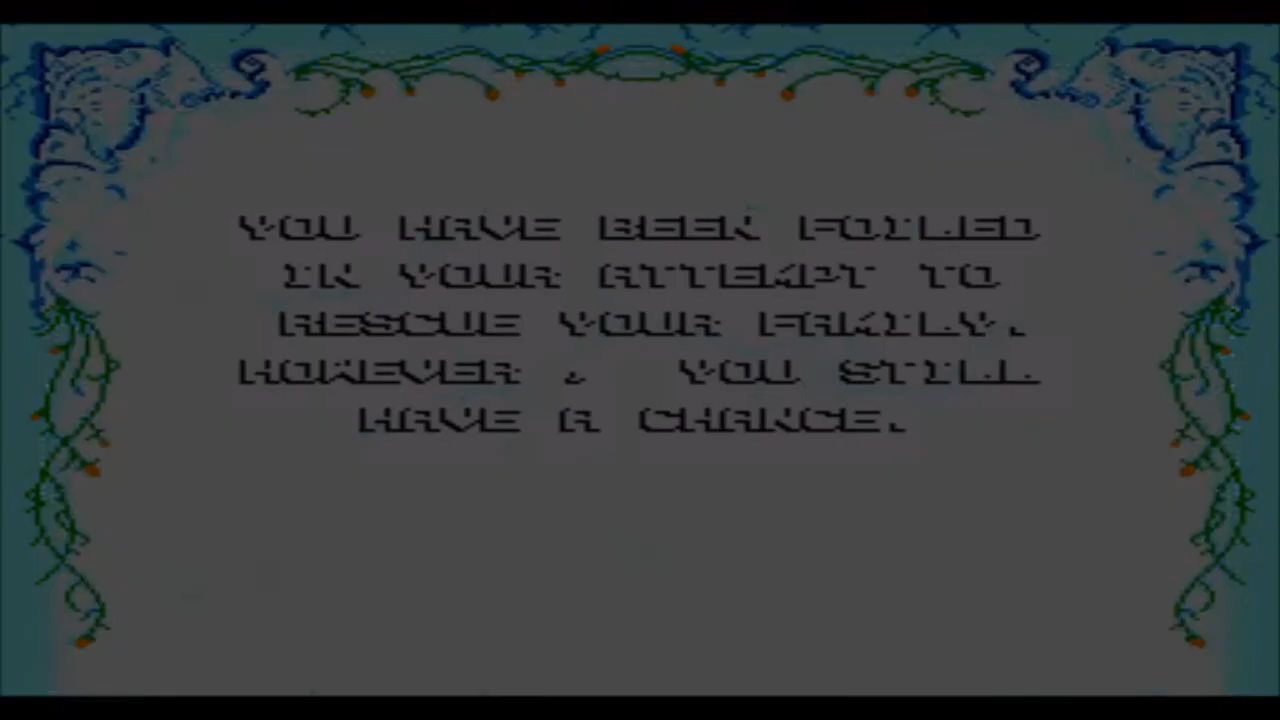 YOU HAVE BEEN FOILED
IN YOUR ATTEMPT TO
RESCUE YOUR FAMILY.
HOWEVER , YOU STILL
HAVE A CHANCE.